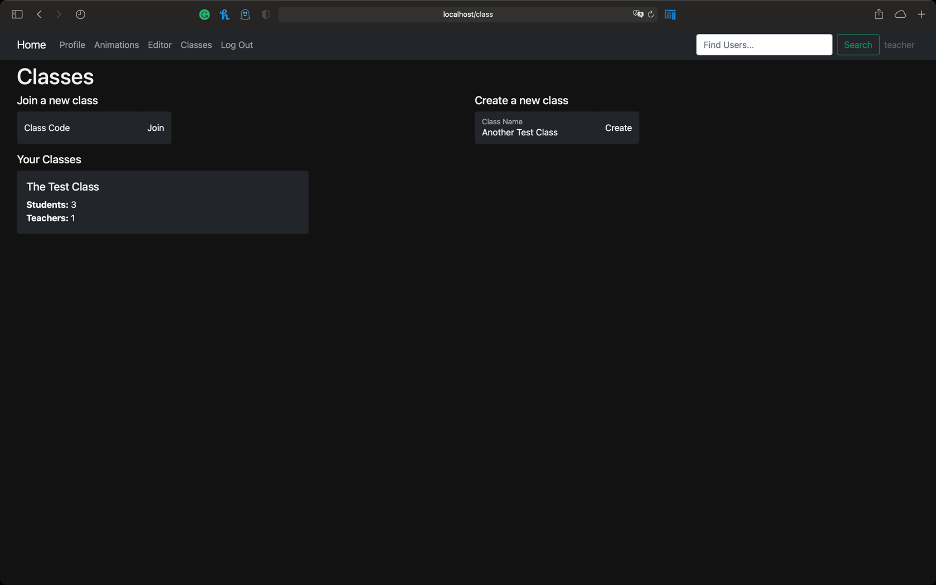 localhost/class
Home Profile Animations Editor Classes Log Out Find Users... Search teacher
Classes
Join a new class
Class Code Join
Create a new class
Class Name
Another Test Class Create
Your Classes
The Test Class
Students: 3
Teachers: 1